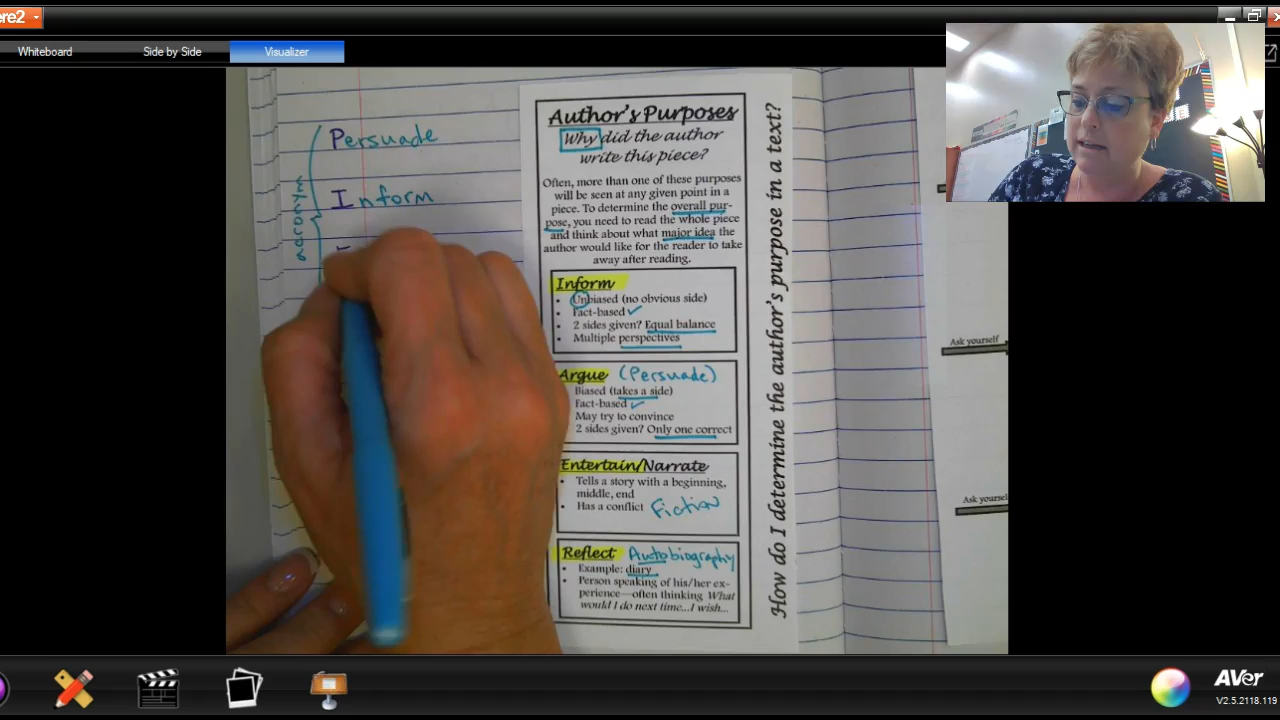 ere2
Whiteboard
Side by Side
Visualizer
Persuade
Inform
acronym
Author's Purposes
Why did the author
write this piece?
Often, more than one of these purposes
will be seen at any given point in a
piece. To determine the overall pur-
pose, you need to read the whole piece
and think about what major idea the
author would like for the reader to take
away after reading.
Inform
• Unbiased (no obvious side)
• Fact-based ✓
• 2 sides given? Equal balance
• Multiple perspectives
Argue (Persuade)
Biased (takes a side)
Fact-based ✓
May try to convince
2 sides given? Only one correct
Entertain/Narrate
• Tells a story with a beginning,
middle, end
• Has a conflict Fiction
Reflect Autobiography
• Example: diary
• Person speaking of his/her ex-
perience—often thinking What
would I do next time...I wish...
How do I determine the author's purpose in a text?
Ask yourself
Ask yourself
AVer
V2.5.2118.119